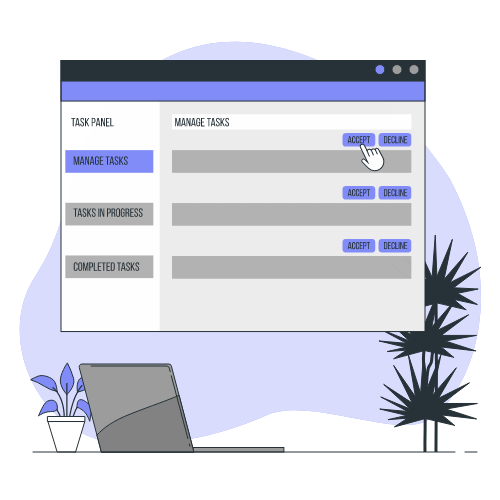 TASK PANEL
MANAGE TASKS
TASKS IN PROGRESS
COMPLETED TASKS
MANAGE TASKS
ACCEPT DECLINE
ACCEPT DECLINE
ACCEPT DECLINE